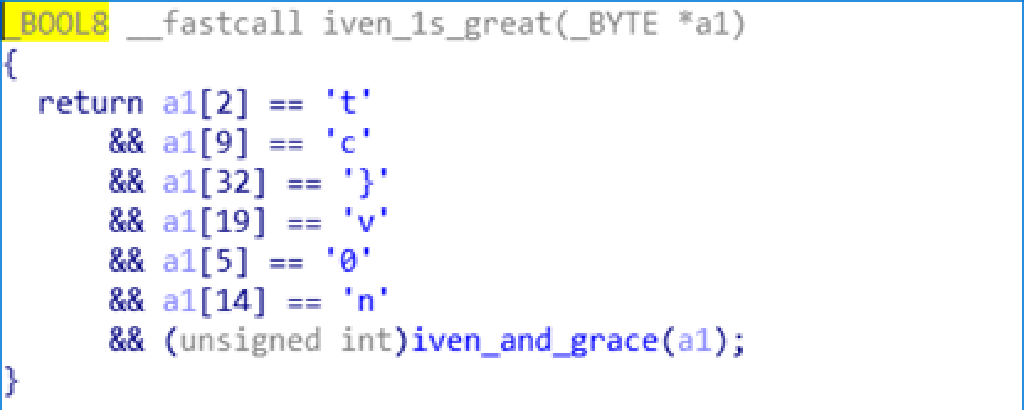 _BOOL8 __fastcall iven_1s_great(_BYTE *a1)
{
  return a1[2] == 't'
      && a1[9] == 'c'
      && a1[32] == '}'
      && a1[19] == 'v'
      && a1[5] == '0'
      && a1[14] == 'n'
      && (unsigned int)iven_and_grace(a1);
}